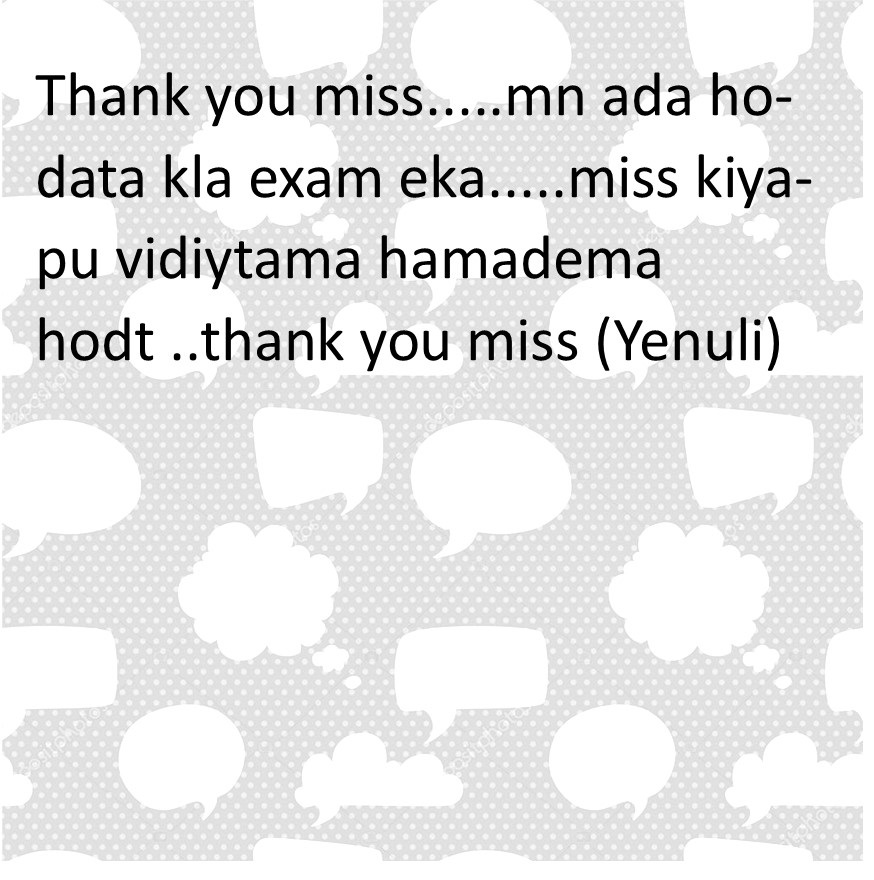 Thank you miss.....mn ada ho-
data kla exam eka.....miss kiya-
pu vidiytama hamadema
hodt ..thank you miss (Yenuli)